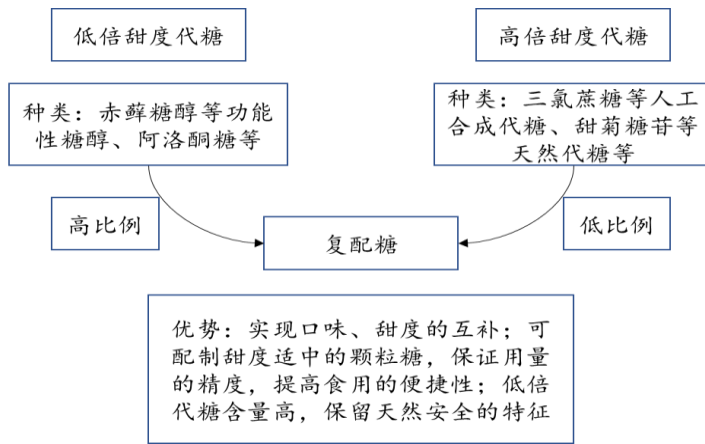 低倍甜度代糖
高倍甜度代糖
种类：赤藓糖醇等功能
性糖醇、阿洛酮糖等
种类：三氯蔗糖等人工
合成代糖、甜菊糖苷等
天然代糖等
高比例
低比例
复配糖
优势：实现口味、甜度的互补；可
配制甜度适中的颗粒糖，保证用量
的精度，提高食用的便捷性；低倍
代糖含量高，保留天然安全的特征